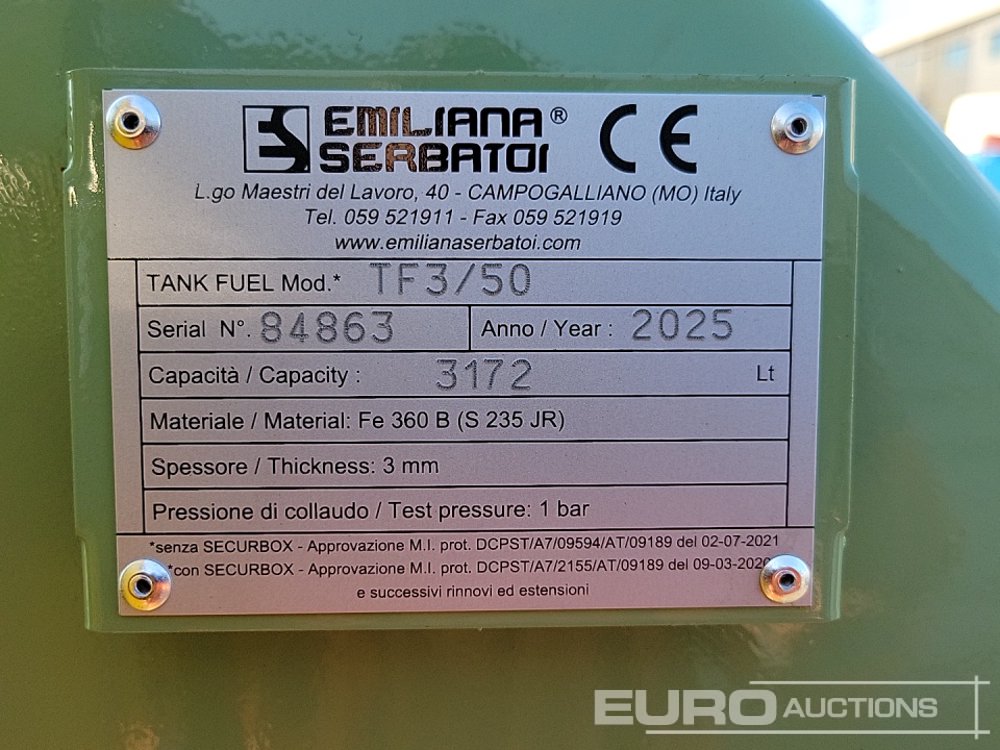 EMILIANA® CE
SERBATOI
L.go Maestri del Lavoro, 40 - CAMPOGALLIANO (MO) Italy
Tel. 059 521911 - Fax 059 521919
www.emilianaserbatoi.com
TANK FUEL Mod.* TF3/50
Serial N°. 84863 Anno / Year : 2025
Capacità / Capacity : 3172 Lt
Materiale / Material: Fe 360 B (S 235 JR)
Spessore / Thickness: 3 mm
Pressione di collaudo / Test pressure: 1 bar
*senza SECURBOX - Approvazione M.I. prot. DCPST/A7/09594/AT/09189 del 02-07-2021
*con SECURBOX - Approvazione M.I. prot. DCPST/A7/2155/AT/09189 del 09-03-2020
e successivi rinnovi ed estensioni
EURO AUCTIONS